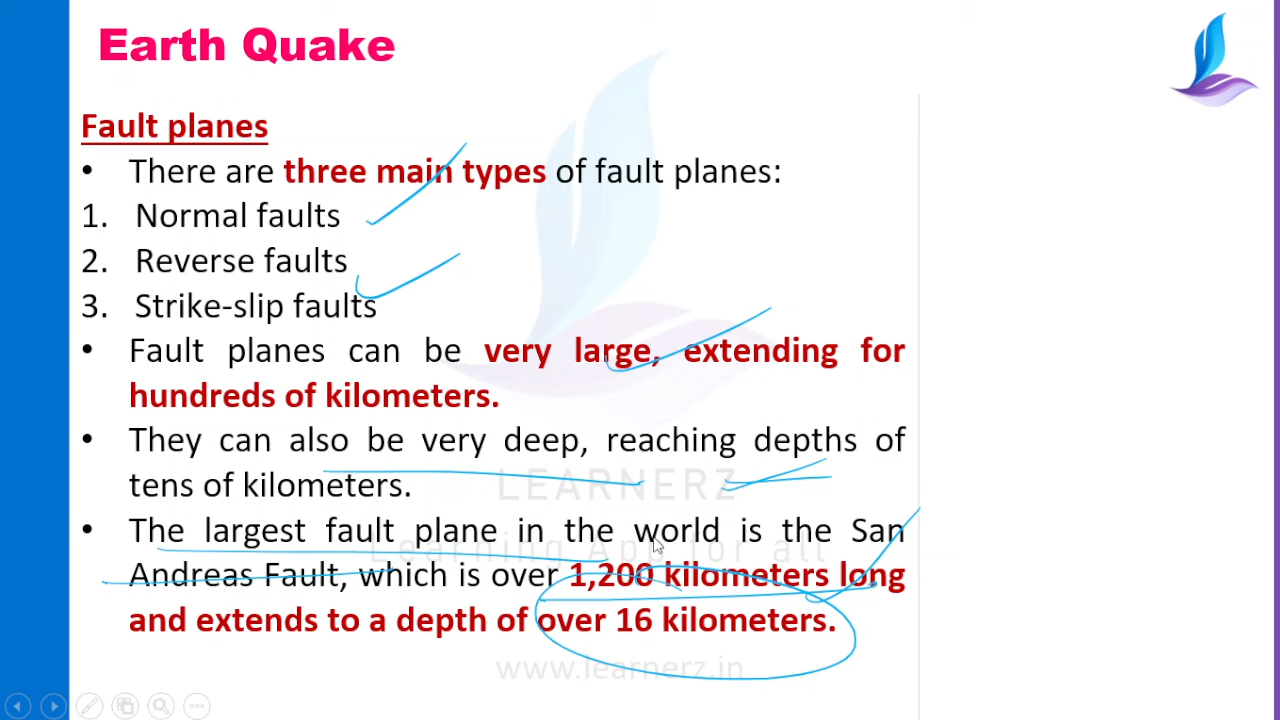 Earth Quake
Fault planes
• There are three main types of fault planes:
1. Normal faults
2. Reverse faults
3. Strike-slip faults
• Fault planes can be very large, extending for
hundreds of kilometers.
• They can also be very deep, reaching depths of
tens of kilometers.
LEARNERZ
• The largest fault plane in the world is the San
Learning App for all
Andreas Fault, which is over 1,200 kilometers long
and extends to a depth of over 16 kilometers.
www.learnerz.in